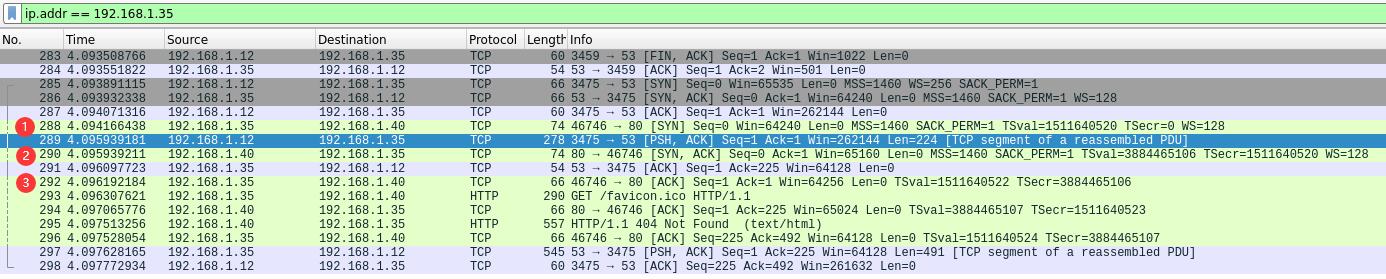 ip.addr == 192.168.1.35
No. Time Source Destination Protocol Length Info
283 4.093508766 192.168.1.12 192.168.1.35 TCP 60 3459 → 53 [FIN, ACK] Seq=1 Ack=1 Win=1022 Len=0
284 4.093551822 192.168.1.35 192.168.1.12 TCP 54 53 → 3459 [ACK] Seq=1 Ack=2 Win=501 Len=0
285 4.093891115 192.168.1.12 192.168.1.35 TCP 66 3475 → 53 [SYN] Seq=0 Win=65535 Len=0 MSS=1460 WS=256 SACK_PERM=1
286 4.093932338 192.168.1.35 192.168.1.12 TCP 66 53 → 3475 [SYN, ACK] Seq=0 Ack=1 Win=64240 Len=0 MSS=1460 SACK_PERM=1 WS=128
287 4.094071316 192.168.1.12 192.168.1.35 TCP 60 3475 → 53 [ACK] Seq=1 Ack=1 Win=262144 Len=0
1 288 4.094166438 192.168.1.35 192.168.1.40 TCP 74 46746 → 80 [SYN] Seq=0 Win=64240 Len=0 MSS=1460 SACK_PERM=1 TSval=1511640520 TSecr=0 WS=128
289 4.095939181 192.168.1.12 192.168.1.35 TCP 278 3475 → 53 [PSH, ACK] Seq=1 Ack=1 Win=262144 Len=224 [TCP segment of a reassembled PDU]
2 290 4.095939211 192.168.1.40 192.168.1.35 TCP 74 80 → 46746 [SYN, ACK] Seq=0 Ack=1 Win=65160 Len=0 MSS=1460 SACK_PERM=1 TSval=3884465106 TSecr=1511640520 WS=128
291 4.096097723 192.168.1.35 192.168.1.12 TCP 54 53 → 3475 [ACK] Seq=1 Ack=225 Win=64128 Len=0
3 292 4.096192184 192.168.1.35 192.168.1.40 TCP 66 46746 → 80 [ACK] Seq=1 Ack=1 Win=64256 Len=0 TSval=1511640522 TSecr=3884465106
293 4.096307621 192.168.1.35 192.168.1.40 HTTP 290 GET /favicon.ico HTTP/1.1
294 4.097065776 192.168.1.40 192.168.1.35 TCP 66 80 → 46746 [ACK] Seq=1 Ack=225 Win=65024 Len=0 TSval=3884465107 TSecr=1511640523
295 4.097513256 192.168.1.40 192.168.1.35 HTTP 557 HTTP/1.1 404 Not Found (text/html)
296 4.097528054 192.168.1.35 192.168.1.40 TCP 66 46746 → 80 [ACK] Seq=225 Ack=492 Win=64128 Len=0 TSval=1511640524 TSecr=3884465107
297 4.097628165 192.168.1.35 192.168.1.12 TCP 545 53 → 3475 [PSH, ACK] Seq=1 Ack=225 Win=64128 Len=491 [TCP segment of a reassembled PDU]
298 4.097772934 192.168.1.12 192.168.1.35 TCP 60 3475 → 53 [ACK] Seq=225 Ack=492 Win=261632 Len=0